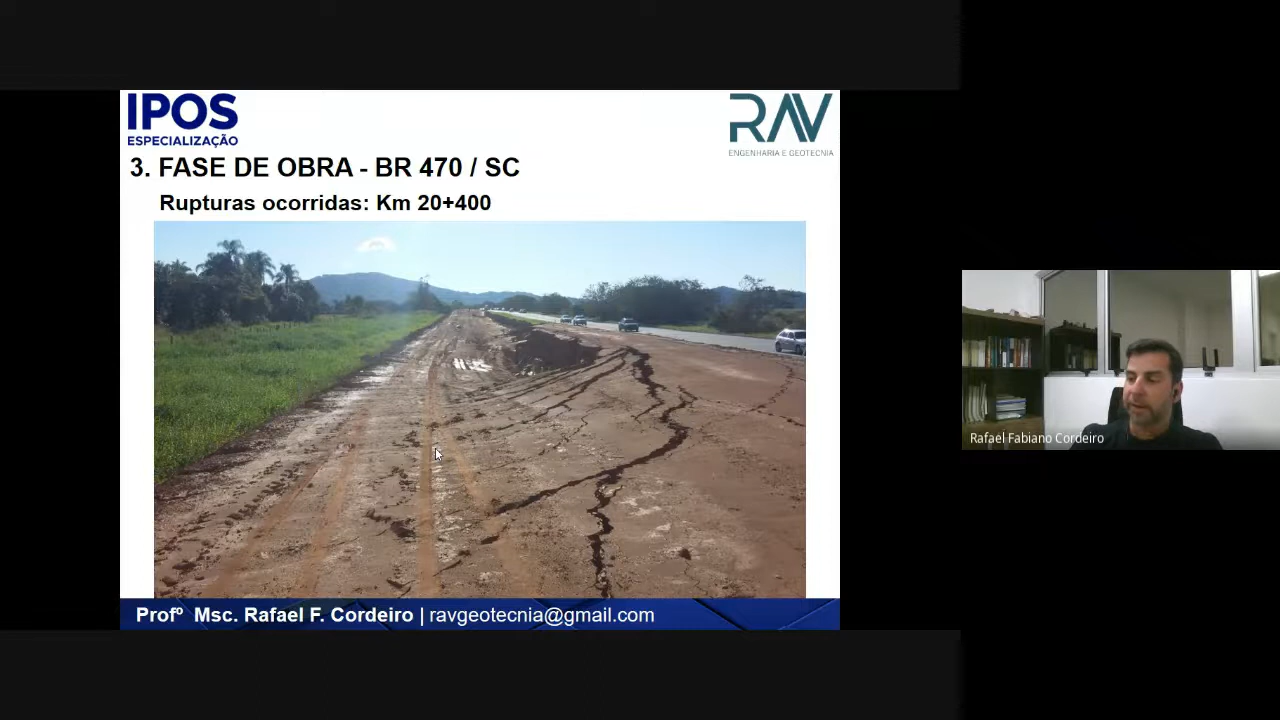 IPOS
ESPECIALIZAÇÃO
RAV
ENGENHARIA E GEOTECNIA
3. FASE DE OBRA - BR 470 / SC
Rupturas ocorridas: Km 20+400
Profº Msc. Rafael F. Cordeiro | ravgeotecnia@gmail.com
Rafael Fabiano Cordeiro